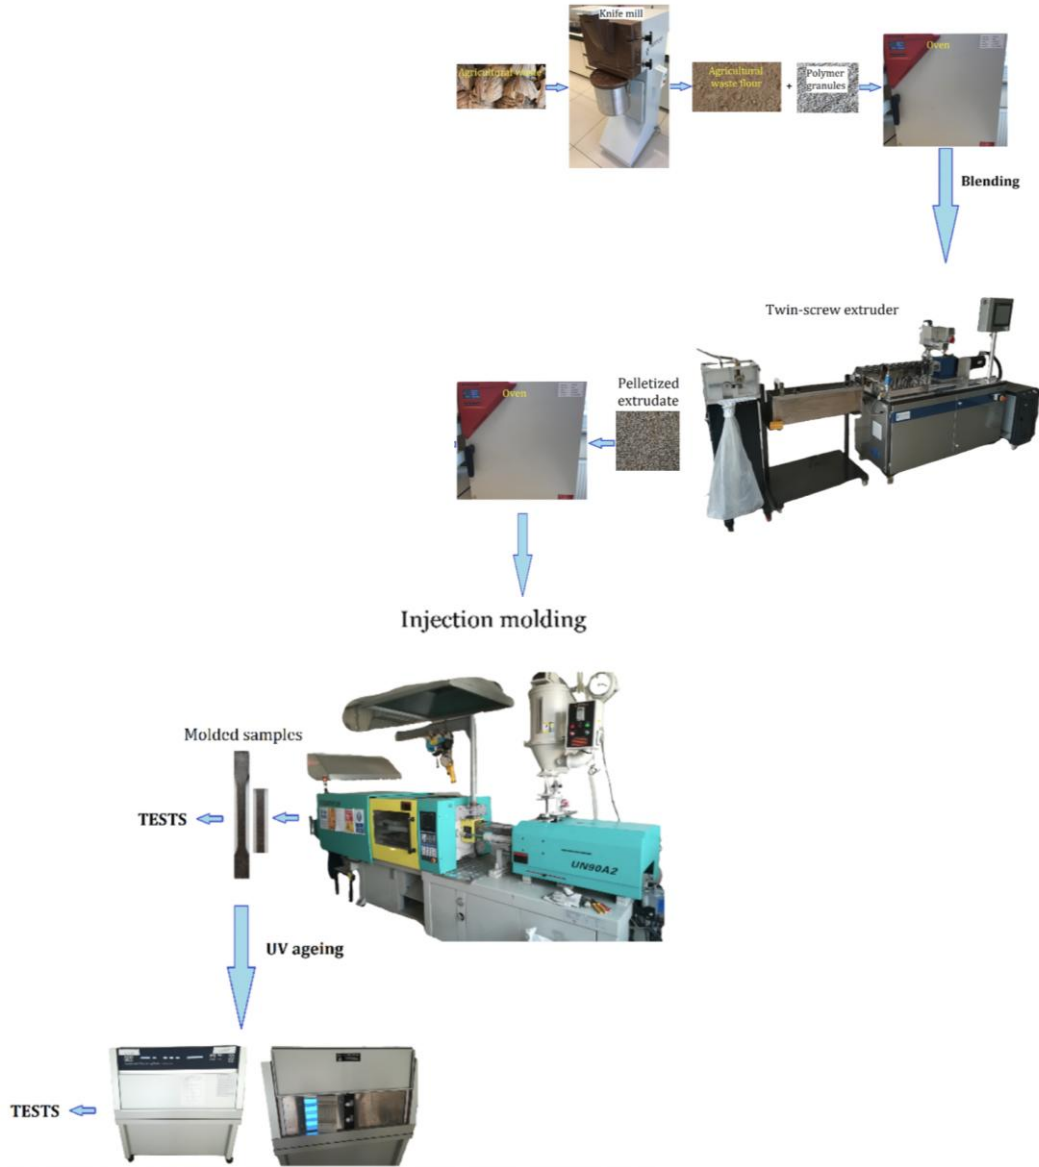 Knife mill
Agricultural waste
Agricultural
waste flour
+
Polymer
granules
Oven
Blending
Twin-screw extruder
Pelletized
extrudate
Oven
Injection molding
Molded samples
TESTS
UN90A2
UV ageing
TESTS